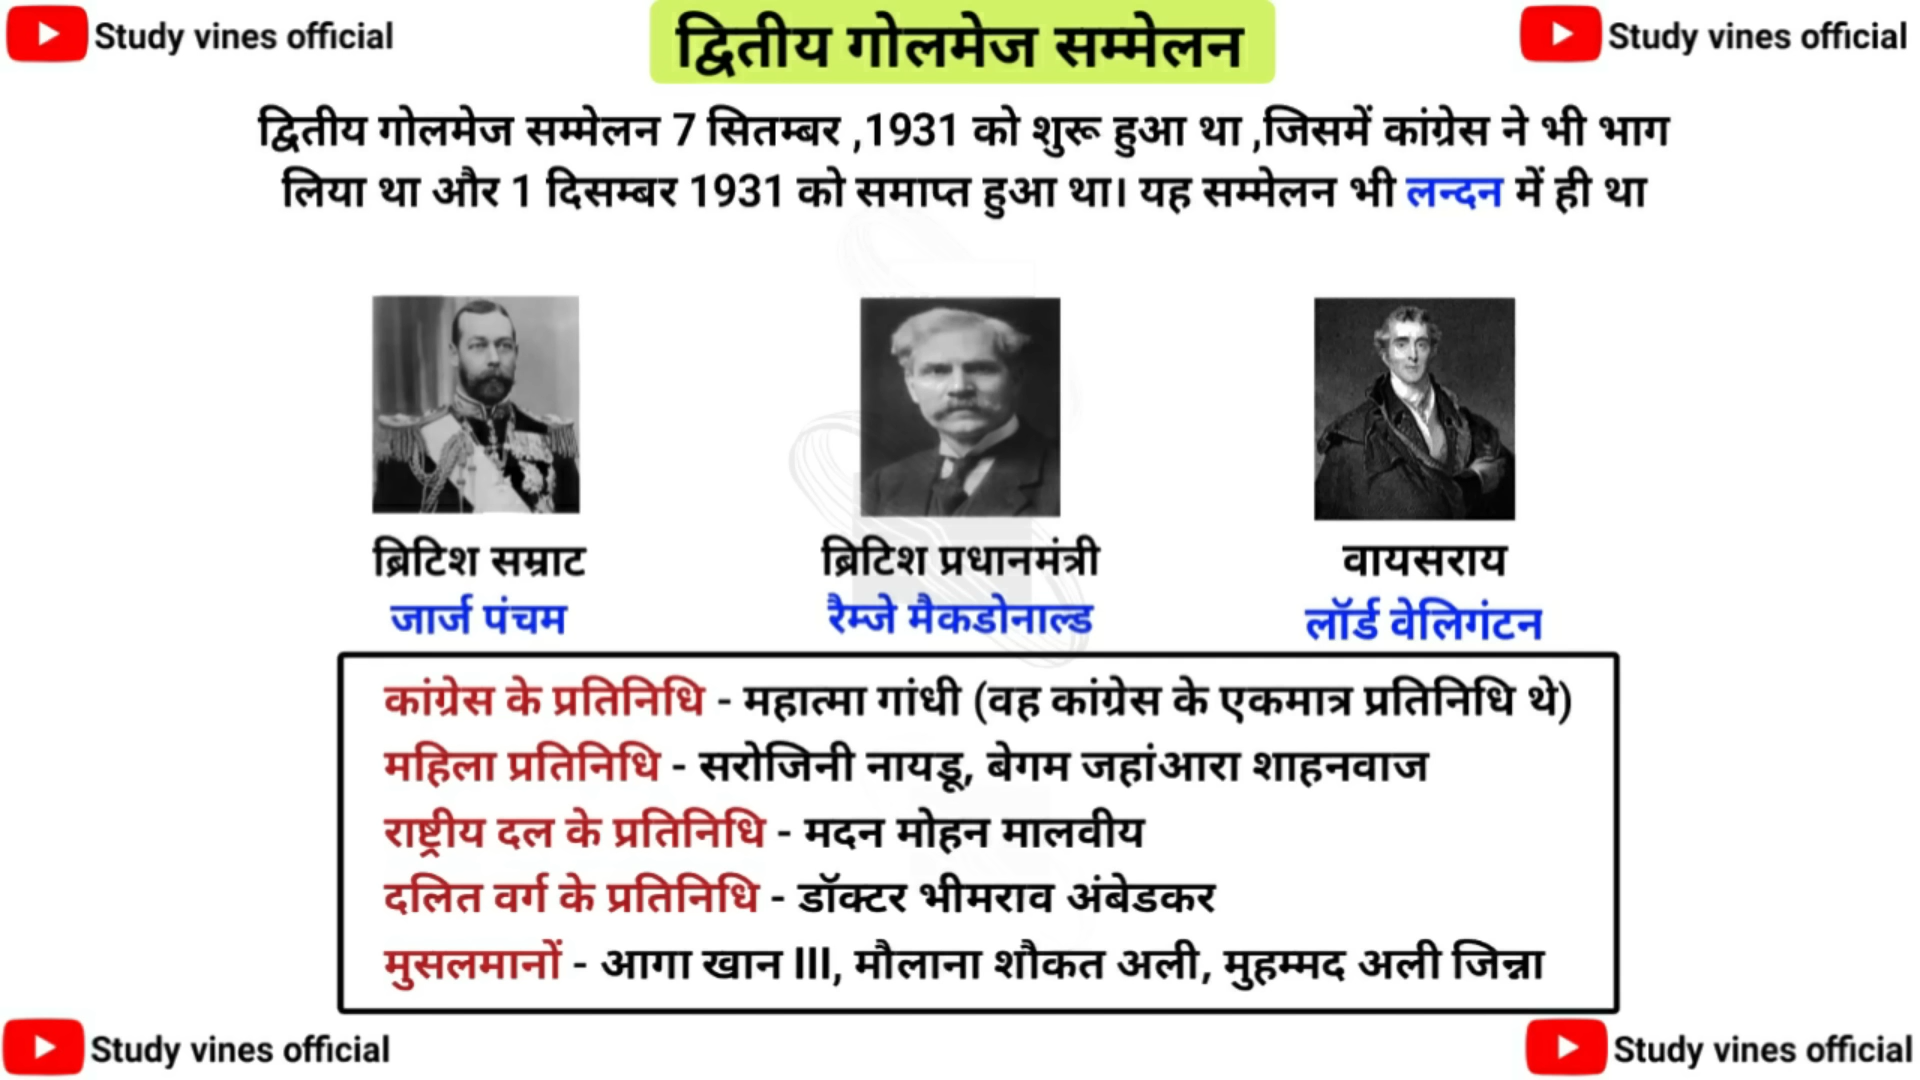 Study vines official
द्वितीय गोलमेज सम्मेलन
Study vines official
द्वितीय गोलमेज सम्मेलन 7 सितम्बर ,1931 को शुरू हुआ था ,जिसमें कांग्रेस ने भी भाग
लिया था और 1 दिसम्बर 1931 को समाप्त हुआ था। यह सम्मेलन भी लन्दन में ही था
ब्रिटिश सम्राट
जार्ज पंचम
ब्रिटिश प्रधानमंत्री
रैम्जे मैकडोनाल्ड
वायसराय
लॉर्ड वेलिगंटन
कांग्रेस के प्रतिनिधि - महात्मा गांधी (वह कांग्रेस के एकमात्र प्रतिनिधि थे)
महिला प्रतिनिधि - सरोजिनी नायडू, बेगम जहांआरा शाहनवाज
राष्ट्रीय दल के प्रतिनिधि - मदन मोहन मालवीय
दलित वर्ग के प्रतिनिधि - डॉक्टर भीमराव अंबेडकर
मुसलमानों - आगा खान III, मौलाना शौकत अली, मुहम्मद अली जिन्ना
Study vines official
Study vines official